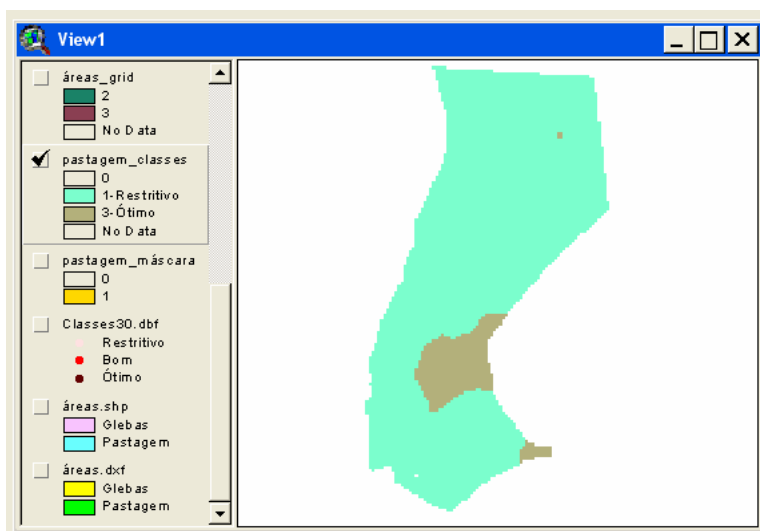 View1
áreas_grid
2
3
No Data
pastagem_classes
0
1-Restritivo
3-Ótimo
No Data
pastagem_máscara
0
1
Classes30.dbf
Restritivo
Bom
Ótimo
áreas.shp
Glebas
Pastagem
áreas.dxf
Glebas
Pastagem